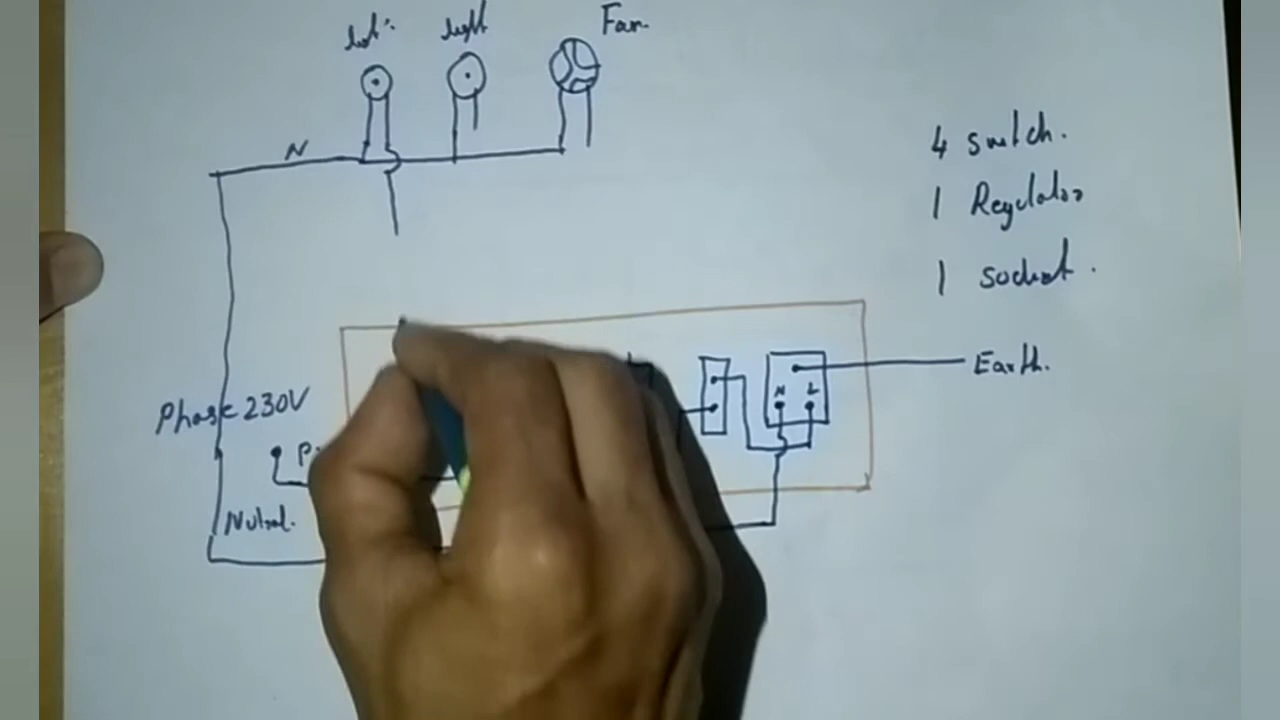 light
Fan
N
4 switch.
1 Regulator
1 socket.
Phase 230V
N L
Earth.
P
Nutral.